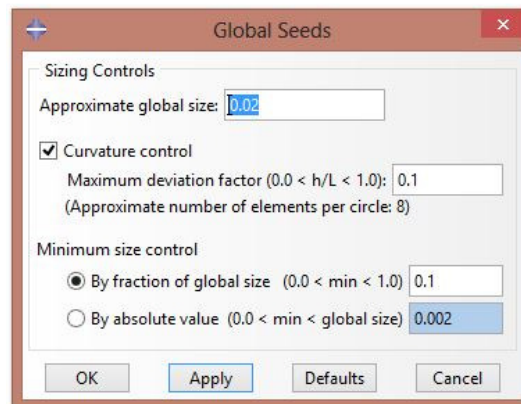 Global Seeds
×
Sizing Controls
Approximate global size: 0.02
Curvature control
Maximum deviation factor (0.0 < h/L < 1.0): 0.1
(Approximate number of elements per circle: 8)
Minimum size control
By fraction of global size (0.0 < min < 1.0) 0.1
By absolute value (0.0 < min < global size) 0.002
OK Apply Defaults Cancel